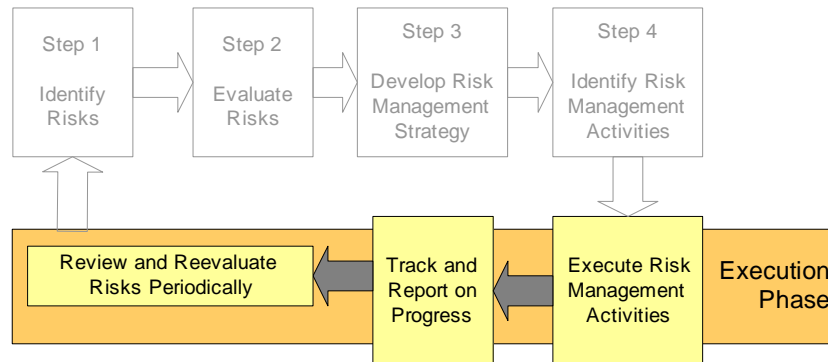 Step 1
Identify
Risks
Step 2
Evaluate
Risks
Step 3
Develop Risk
Management
Strategy
Step 4
Identify Risk
Management
Activities
Review and Reevaluate
Risks Periodically
Track and
Report on
Progress
Execute Risk
Management
Activities
Execution
Phase